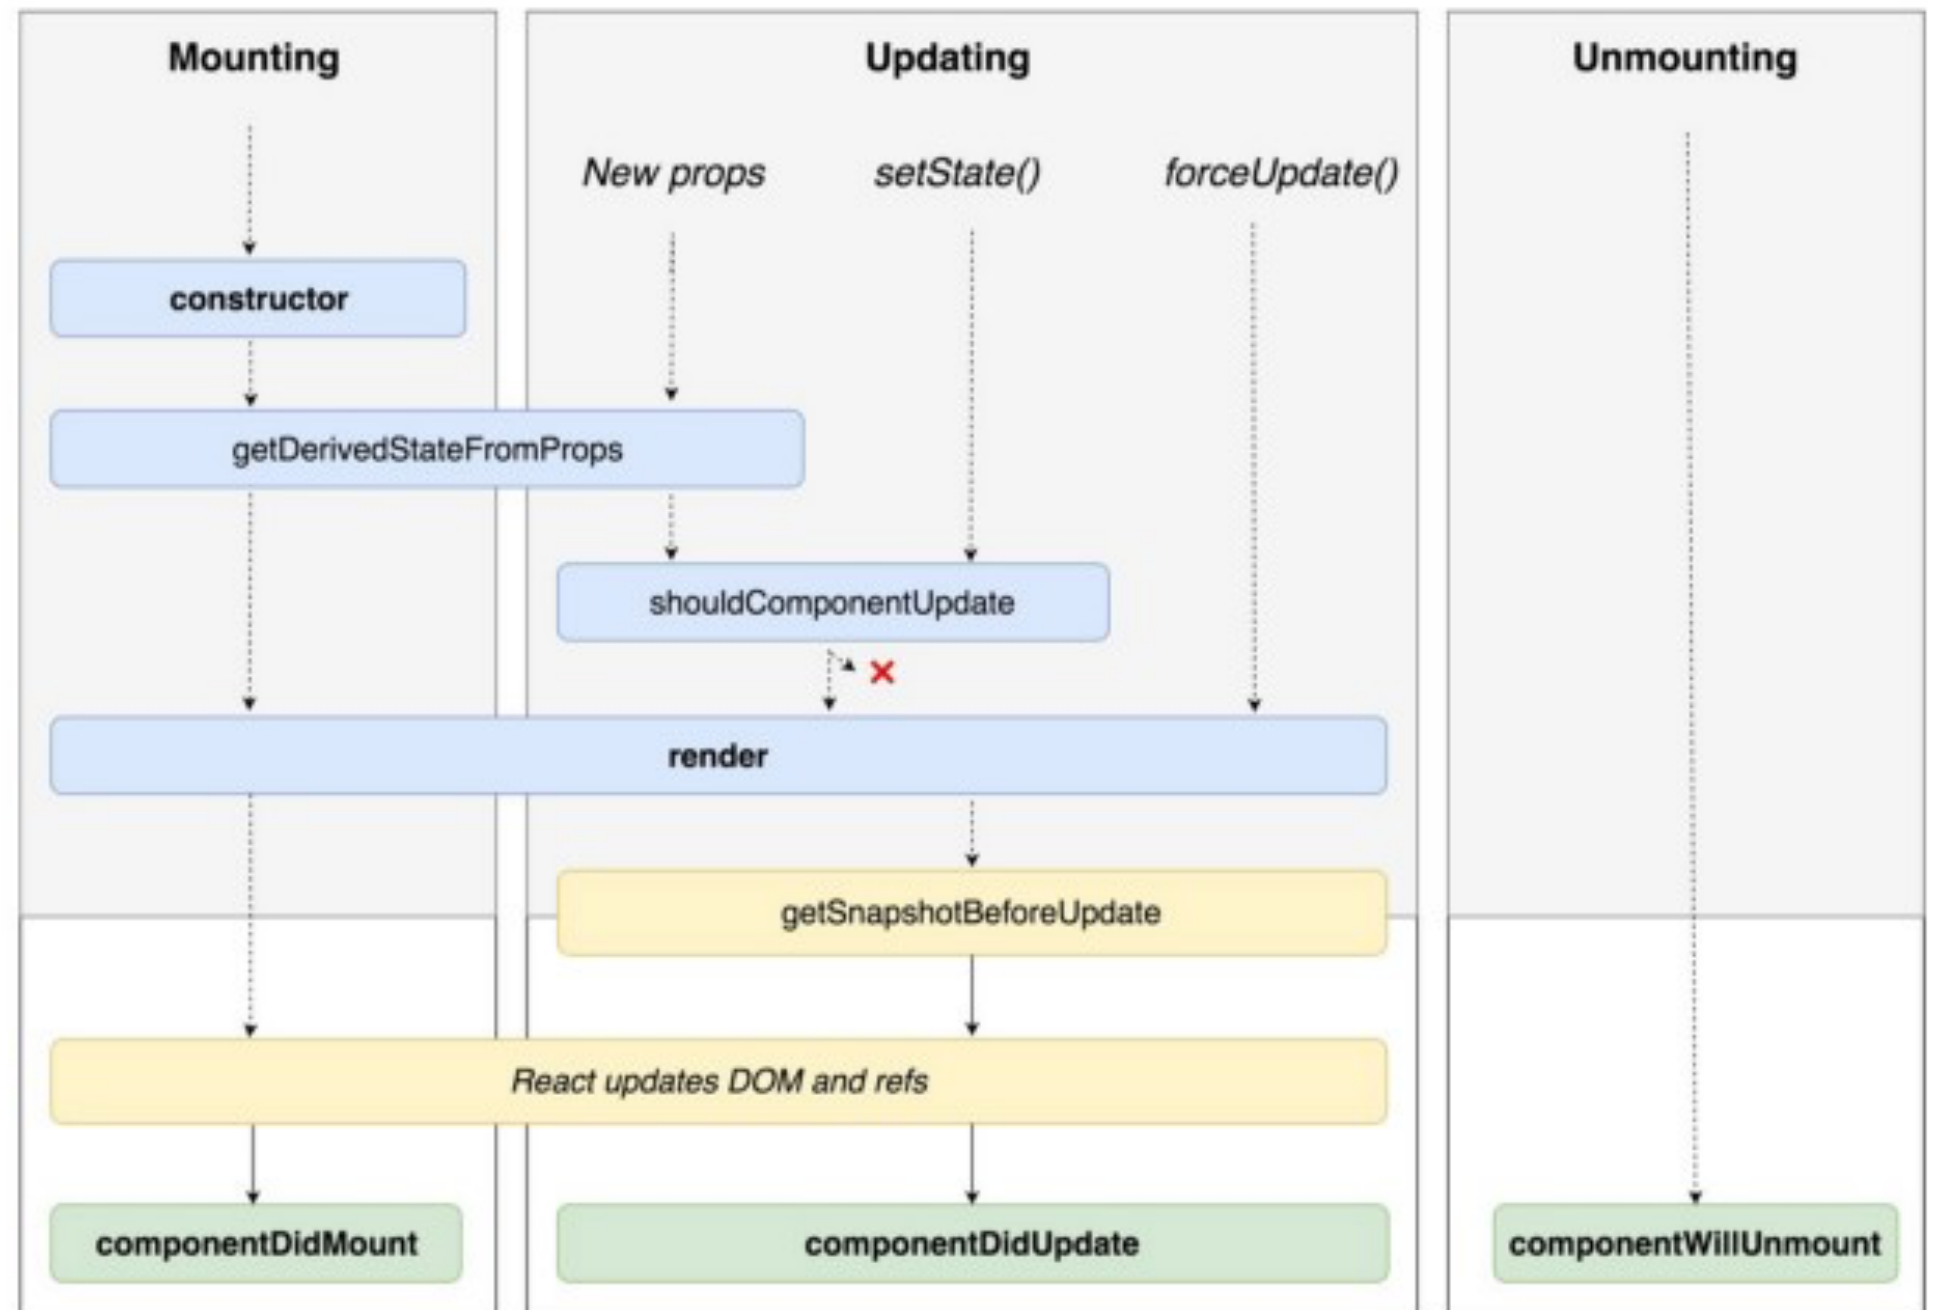 Mounting
Updating
Unmounting
New props
setState()
forceUpdate()
constructor
getDerivedStateFromProps
shouldComponentUpdate
render
getSnapshotBeforeUpdate
React updates DOM and refs
componentDidMount
componentDidUpdate
componentWillUnmount